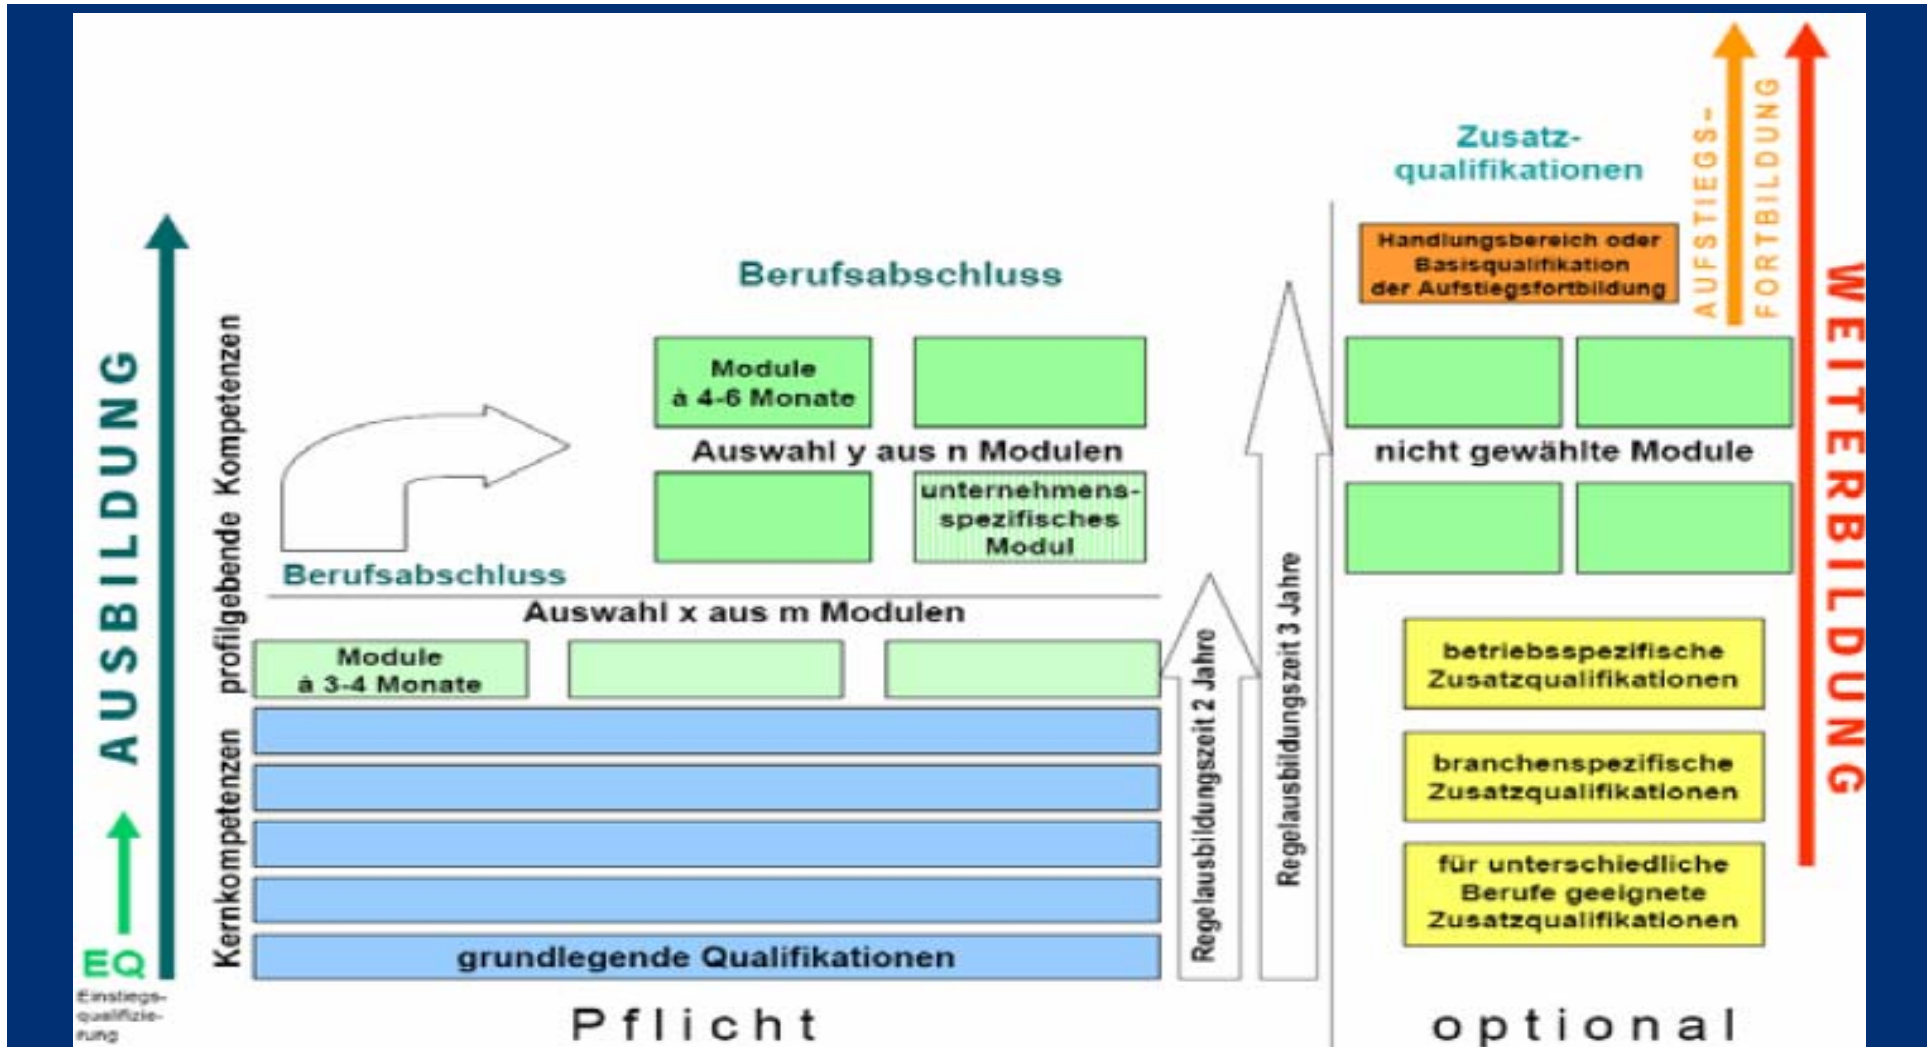 AUSBILDUNG
EQ
Einstiegs-
qualifizie-
rung
Kernkompetenzen
profilgebende Kompetenzen
Berufsabschluss
Module
à 4-6 Monate
Auswahl y aus n Modulen
unternehmens-
spezifisches
Modul
Berufsabschluss
Auswahl x aus m Modulen
Module
à 3-4 Monate
grundlegende Qualifikationen
Pflicht
Regelausbildungszeit 2 Jahre
Regelausbildungszeit 3 Jahre
Zusatz-
qualifikationen
Handlungsbereich oder
Basisqualifikation
der Aufstiegsfortbildung
nicht gewählte Module
betriebsspezifische
Zusatzqualifikationen
branchenspezifische
Zusatzqualifikationen
für unterschiedliche
Berufe geeignete
Zusatzqualifikationen
optional
AUFSTIEGS-
FORTBILDUNG
WEITERBILDUNG